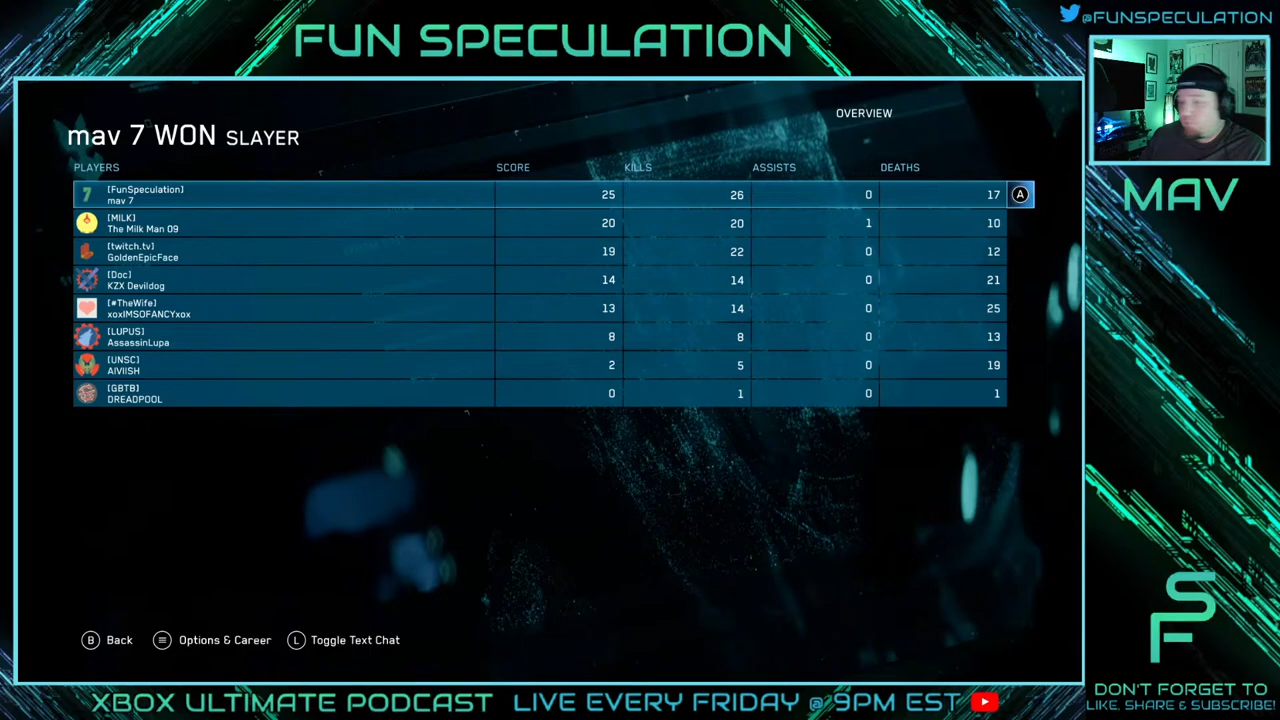 FUN SPECULATION
@FUNSPECULATION
OVERVIEW
mav 7 WON SLAYER
PLAYERS SCORE KILLS ASSISTS DEATHS
7 [FunSpeculation]
mav 7 25 26 0 17 A
[MILK]
The Milk Man 09 20 20 1 10
[twitch.tv]
GoldenEpicFace 19 22 0 12
[Doc]
KZX Devildog 14 14 0 21
[#TheWife]
xoxIMSOFANCYxox 13 14 0 25
[LUPUS]
AssassinLupa 8 8 0 13
[UNSC]
AIVIISH 2 5 0 19
[GBTB]
DREADPOOL 0 1 0 1
MAV
B Back Options & Career L Toggle Text Chat
SF
XBOX ULTIMATE PODCAST LIVE EVERY FRIDAY @ 9PM EST
DON'T FORGET TO
LIKE, SHARE & SUBSCRIBE!